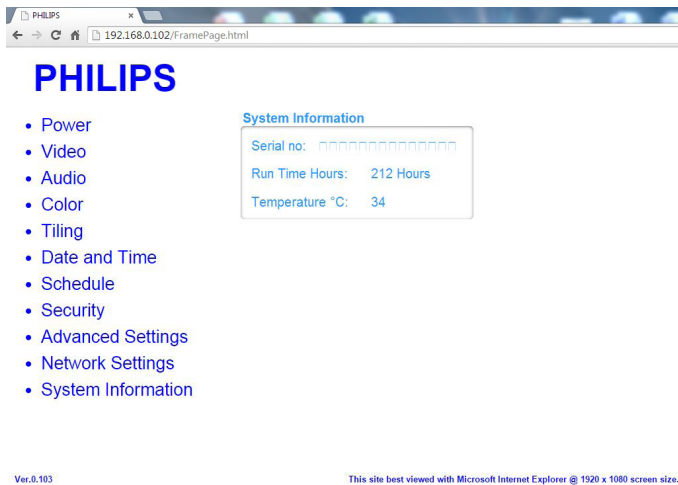 PHILIPS
192.168.0.102/FramePage.html
PHILIPS
Power
Video
Audio
Color
Tiling
Date and Time
Schedule
Security
Advanced Settings
Network Settings
System Information
System Information
Serial no:
Run Time Hours: 212 Hours
Temperature °C: 34
Ver.0.103
This site best viewed with Microsoft Internet Explorer @ 1920 x 1080 screen size.